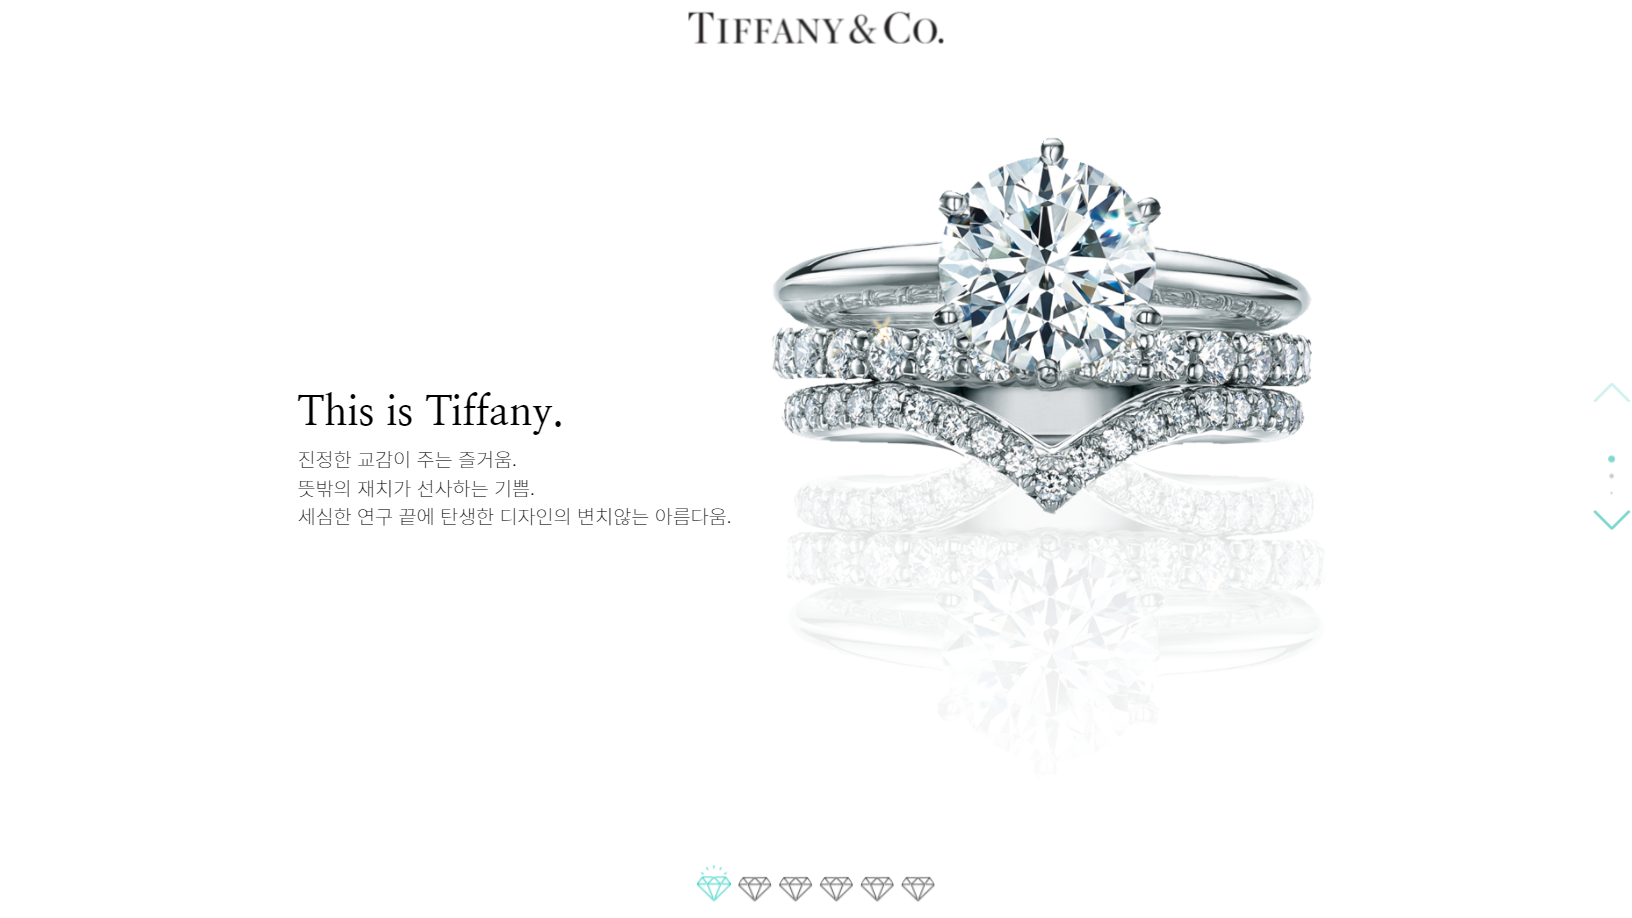 TIFFANY & CO.
This is Tiffany.
진정한 교감이 주는 즐거움.
뜻밖의 재치가 선사하는 기쁨.
세심한 연구 끝에 탄생한 디자인의 변치않는 아름다움.